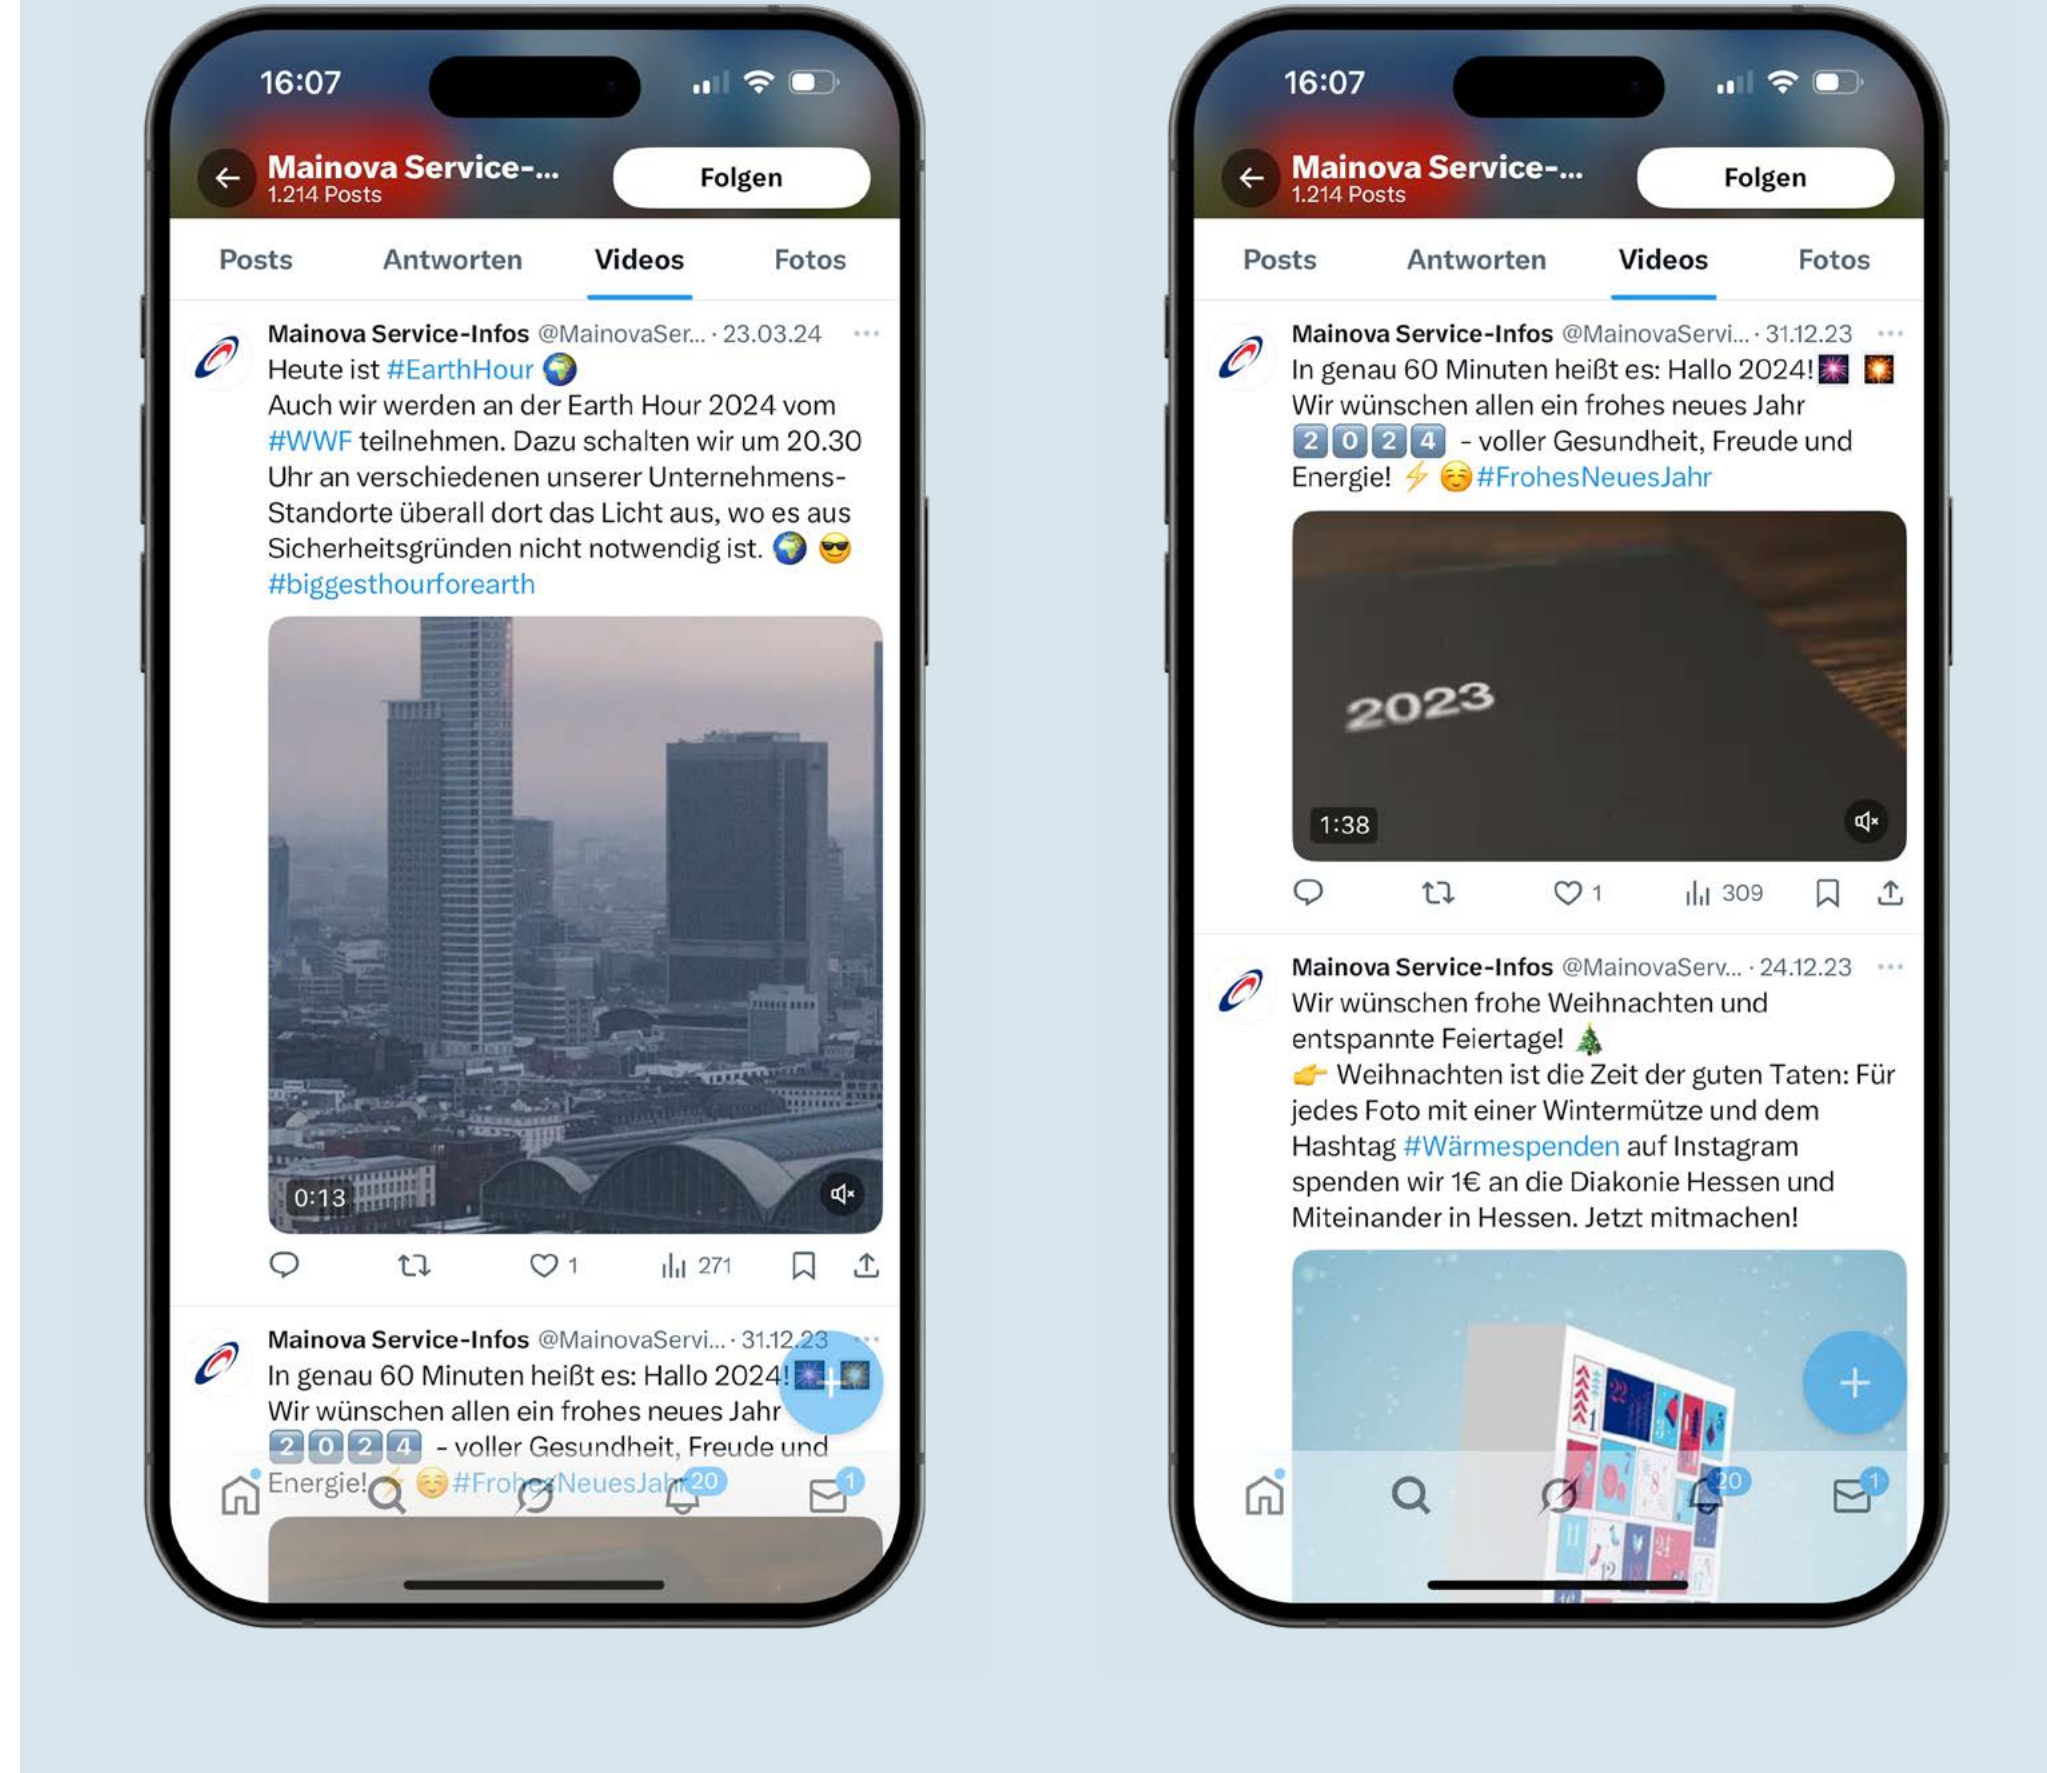 16:07
Mainova Service-...
1.214 Posts
Folgen
Posts Antworten Videos Fotos
Mainova Service-Infos @MainovaSer... · 23.03.24
Heute ist #EarthHour 🌍
Auch wir werden an der Earth Hour 2024 vom
#WWF teilnehmen. Dazu schalten wir um 20.30
Uhr an verschiedenen unserer Unternehmens-
Standorte überall dort das Licht aus, wo es aus
Sicherheitsgründen nicht notwendig ist. 🌍 😎
#biggesthourforearth
0:13
1 271
Mainova Service-Infos @MainovaServi... · 31.12.23
In genau 60 Minuten heißt es: Hallo 2024! 🎆 🎇
Wir wünschen allen ein frohes neues Jahr
2️⃣0️⃣2️⃣4️⃣ - voller Gesundheit, Freude und
Energie! ⚡ ☺️ #FrohesNeuesJahr
20 1
16:07
Mainova Service-...
1.214 Posts
Folgen
Posts Antworten Videos Fotos
Mainova Service-Infos @MainovaServi... · 31.12.23
In genau 60 Minuten heißt es: Hallo 2024! 🎆 🎇
Wir wünschen allen ein frohes neues Jahr
2️⃣0️⃣2️⃣4️⃣ - voller Gesundheit, Freude und
Energie! ⚡ ☺️ #FrohesNeuesJahr
2023
1:38
1 309
Mainova Service-Infos @MainovaServ... · 24.12.23
Wir wünschen frohe Weihnachten und
entspannte Feiertage! 🎄
👉 Weihnachten ist die Zeit der guten Taten: Für
jedes Foto mit einer Wintermütze und dem
Hashtag #Wärmespenden auf Instagram
spenden wir 1€ an die Diakonie Hessen und
Miteinander in Hessen. Jetzt mitmachen!
1 22
8
11
12 24
20 1